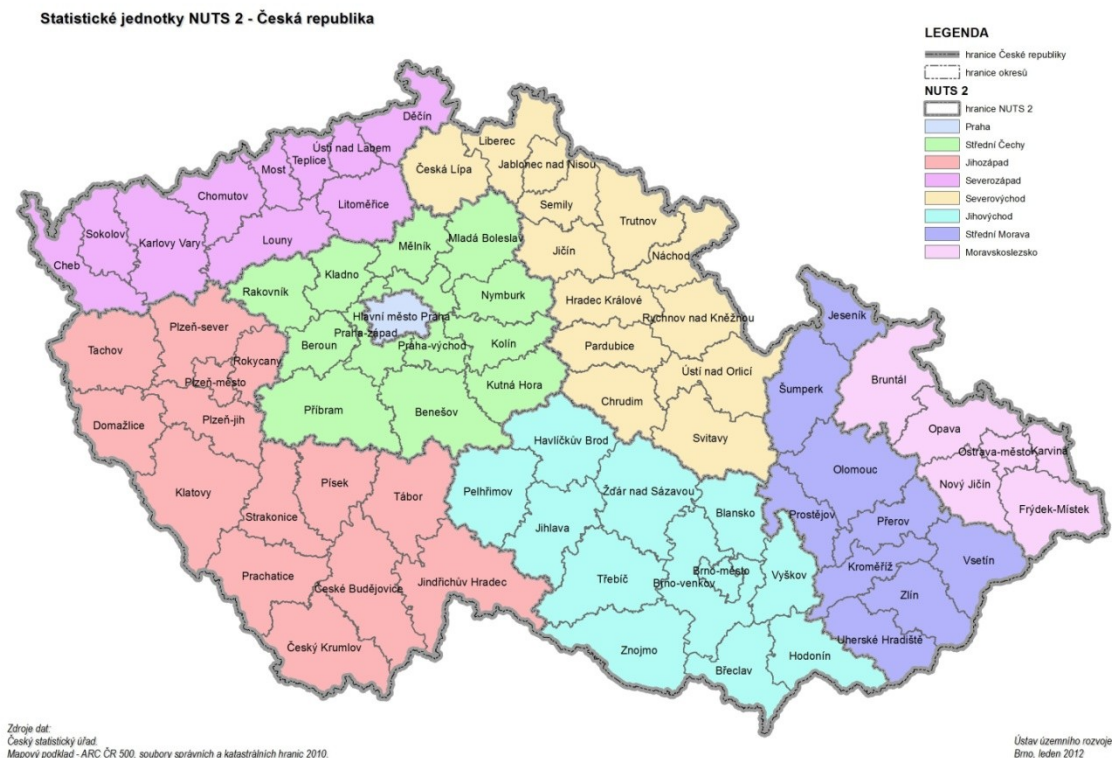 Statistické jednotky NUTS 2 - Česká republika
LEGENDA
hranice České republiky
hranice okresů
NUTS 2
hranice NUTS 2
Praha
Střední Čechy
Jihozápad
Severozápad
Severovýchod
Jihovýchod
Střední Morava
Moravskoslezsko
Děčín
Liberec
Ústí nad Labem
Teplice
Jablonec nad Nisou
Česká Lípa
Most
Chomutov
Litoměřice
Semily
Trutnov
Sokolov
Karlovy Vary
Louny
Mělník
Mladá Boleslav
Jičín
Náchod
Cheb
Kladno
Rakovník
Nymburk
Hradec Králové
Hlavní město Praha
Rychnov nad Kněžnou
Jeseník
Plzeň-sever
Praha-západ
Tachov
Beroun
Praha-východ
Kolín
Pardubice
Rokycany
Bruntál
Ústí nad Orlicí
Šumperk
Plzeň-město
Kutná Hora
Chrudim
Příbram
Benešov
Domažlice
Plzeň-jih
Opava
Svitavy
Havlíčkův Brod
Ostrava-město
Karviná
Olomouc
Písek
Tábor
Pelhřimov
Žďár nad Sázavou
Nový Jičín
Klatovy
Frýdek-Místek
Blansko
Prostějov
Strakonice
Přerov
Jihlava
Vsetín
Kroměříž
Brno-město
Prachatice
Třebíč
Brno-venkov
Vyškov
Jindřichův Hradec
České Budějovice
Zlín
Uherské Hradiště
Český Krumlov
Znojmo
Hodonín
Břeclav
Zdroje dat:
Český statistický úřad.
Mapový podklad - ARC ČR 500, soubory správních a katastrálních hranic 2010.
Ústav územního rozvoje
Brno, leden 2012